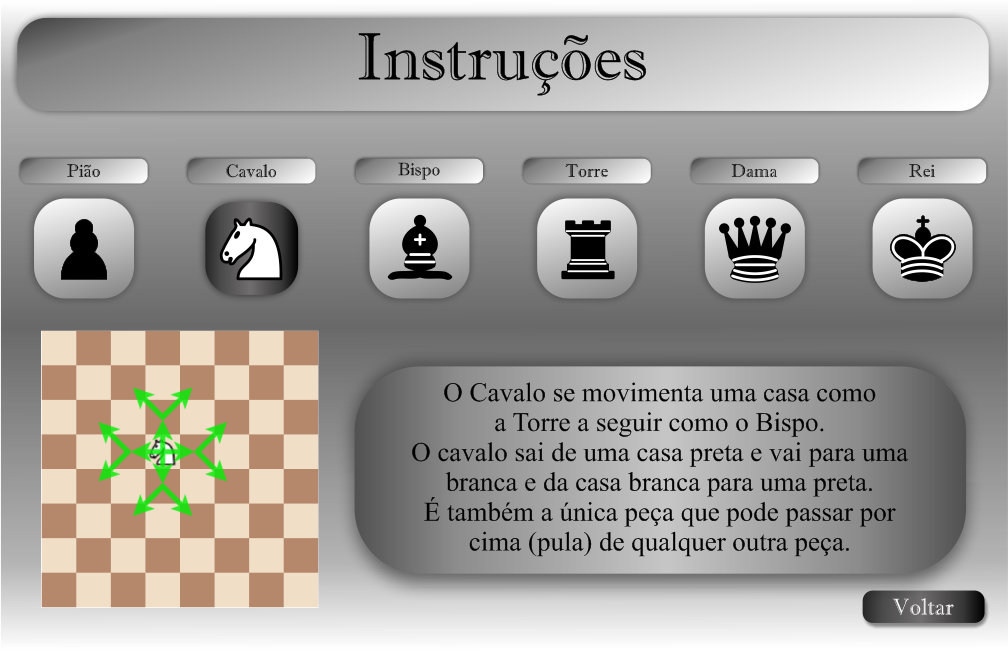 Instruções
Pião
Cavalo
Bispo
Torre
Dama
Rei
O Cavalo se movimenta uma casa como
a Torre a seguir como o Bispo.
O cavalo sai de uma casa preta e vai para uma
branca e da casa branca para uma preta.
É também a única peça que pode passar por
cima (pula) de qualquer outra peça.
Voltar